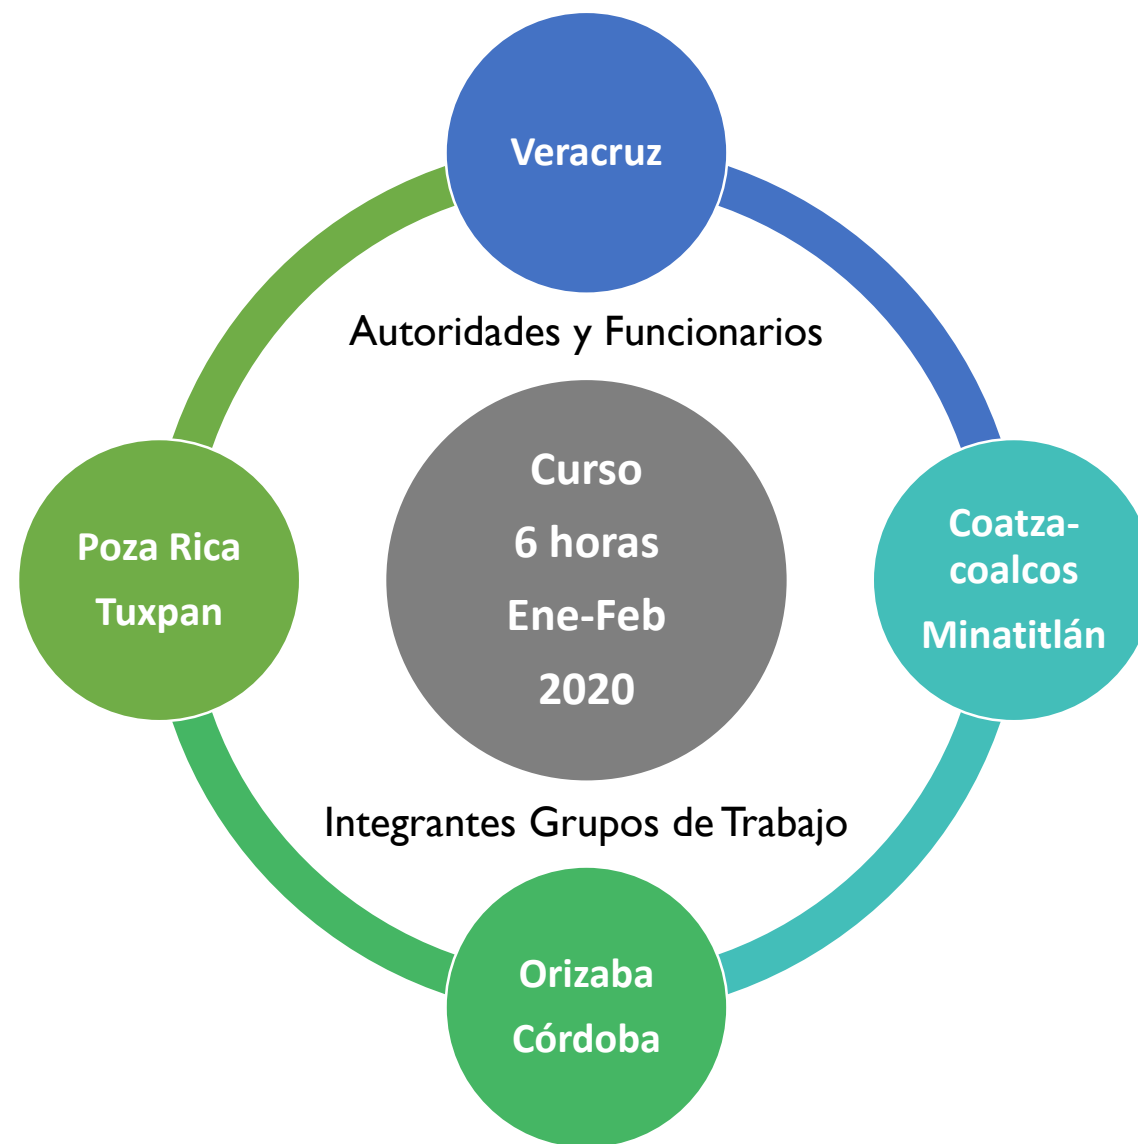 Veracruz
Autoridades y Funcionarios
Curso
6 horas
Ene-Feb
2020
Poza Rica
Tuxpan
Coatza-
coalcos
Minatitlán
Integrantes Grupos de Trabajo
Orizaba
Córdoba